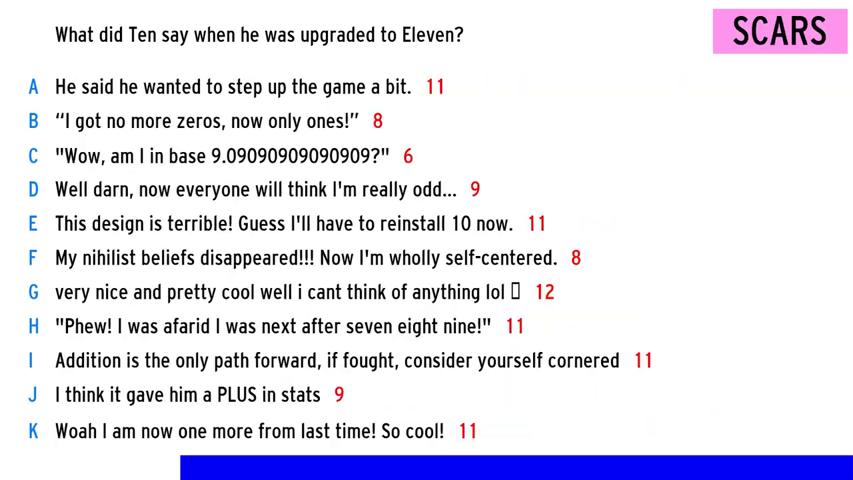 What did Ten say when he was upgraded to Eleven?
SCARS
A He said he wanted to step up the game a bit. 11
B “I got no more zeros, now only ones!” 8
C "Wow, am I in base 9.09090909090909?" 6
D Well darn, now everyone will think I'm really odd... 9
E This design is terrible! Guess I'll have to reinstall 10 now. 11
F My nihilist beliefs disappeared!!! Now I'm wholly self-centered. 8
G very nice and pretty cool well i cant think of anything lol ▯ 12
H "Phew! I was afarid I was next after seven eight nine!" 11
I Addition is the only path forward, if fought, consider yourself cornered 11
J I think it gave him a PLUS in stats 9
K Woah I am now one more from last time! So cool! 11